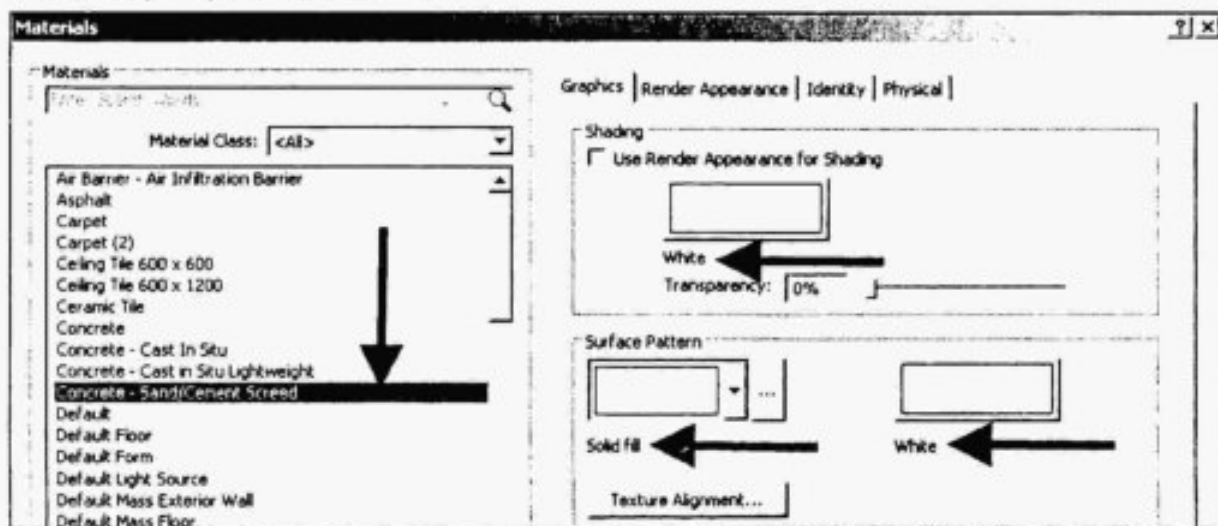 Materials ? X
Materials
Material Class: <All>
Air Barrier - Air Infiltration Barrier
Asphalt
Carpet
Carpet (2)
Ceiling Tile 600 x 600
Ceiling Tile 600 x 1200
Ceramic Tile
Concrete
Concrete - Cast In Situ
Concrete - Cast in Situ Lightweight
Concrete - Sand/Cement Screed
Default
Default Floor
Default Form
Default Light Source
Default Mass Exterior Wall
Default Mass Floor
Graphics Render Appearance Identity Physical
Shading
Use Render Appearance for Shading
White
Transparency: 0%
Surface Pattern
...
Solid fill White
Texture Alignment...